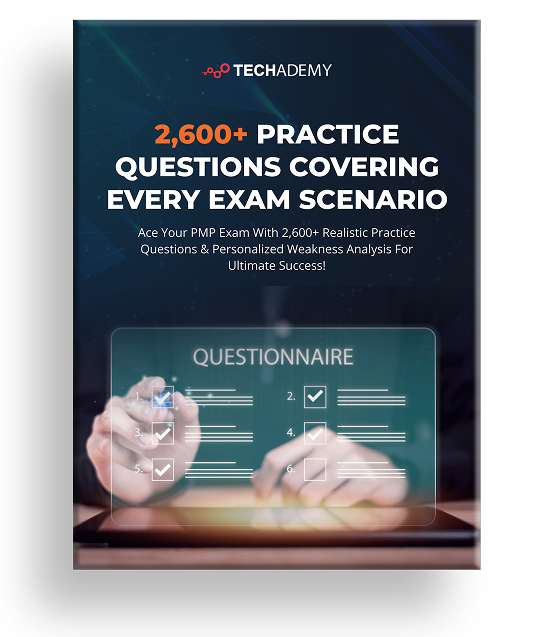 TECHADEMY
2,600+ PRACTICE
QUESTIONS COVERING
EVERY EXAM SCENARIO
Ace Your PMP Exam With 2,600+ Realistic Practice
Questions & Personalized Weakness Analysis For
Ultimate Success!
QUESTIONNAIRE
1. 2.
3. 4.
5. 6.